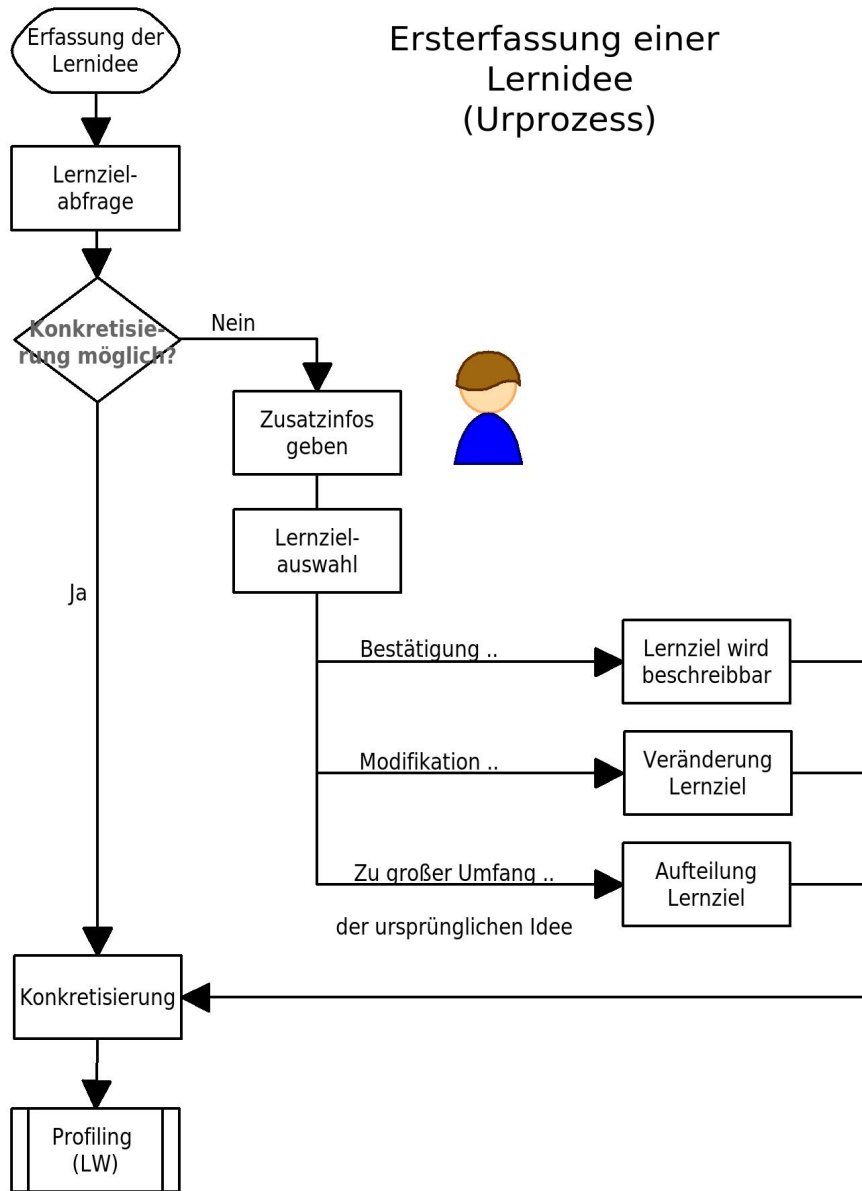 Erfassung der
Lernidee
Ersterfassung einer
Lernidee
(Urprozess)
Lernziel-
abfrage
Konkretisie-
rung möglich?
Nein
Zusatzinfos
geben
Lernziel-
auswahl
Ja
Bestätigung ..
Lernziel wird
beschreibbar
Modifikation ..
Veränderung
Lernziel
Zu großer Umfang ..
Aufteilung
Lernziel
der ursprünglichen Idee
Konkretisierung
Profiling
(LW)